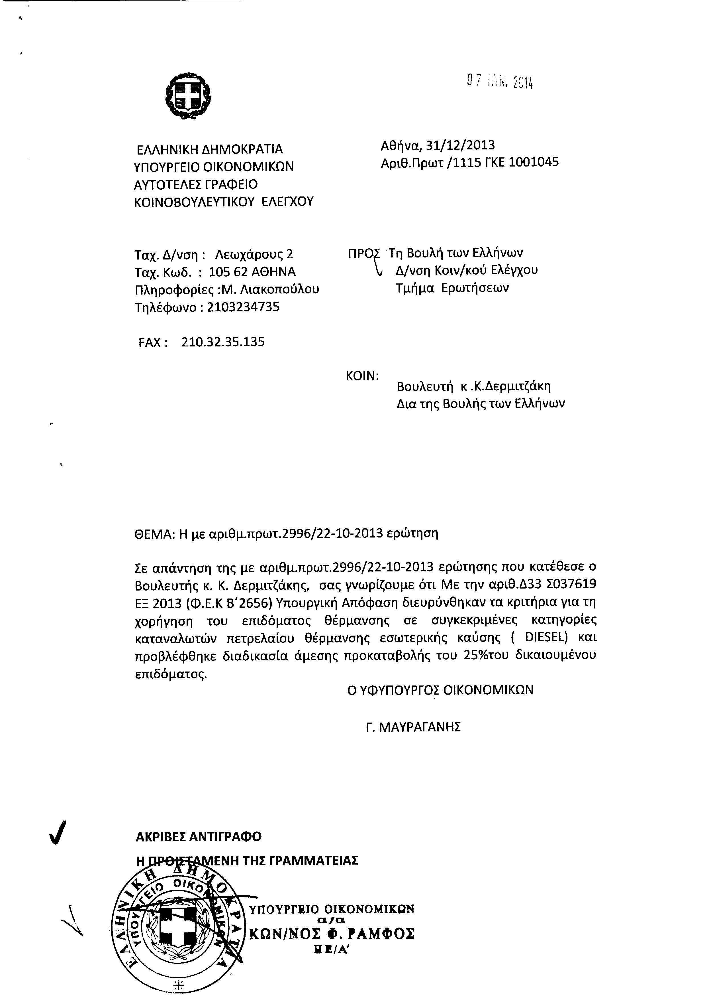 07 ΙΑΝ. 2014
ΕΛΛΗΝΙΚΗ ΔΗΜΟΚΡΑΤΙΑ
ΥΠΟΥΡΓΕΙΟ ΟΙΚΟΝΟΜΙΚΩΝ
ΑΥΤΟΤΕΛΕΣ ΓΡΑΦΕΙΟ
ΚΟΙΝΟΒΟΥΛΕΥΤΙΚΟΥ ΕΛΕΓΧΟΥ
Αθήνα, 31/12/2013
Αριθ.Πρωτ /1115 ΓΚΕ 1001045
Ταχ. Δ/νση : Λεωχάρους 2
Ταχ. Κωδ. : 105 62 ΑΘΗΝΑ
Πληροφορίες :Μ. Λιακοπούλου
Τηλέφωνο : 2103234735
FAX : 210.32.35.135
ΠΡΟΣ Τη Βουλή των Ελλήνων
Δ/νση Κοιν/κού Ελέγχου
Τμήμα Ερωτήσεων
ΚΟΙΝ:
Βουλευτή κ .Κ.Δερμιτζάκη
Δια της Βουλής των Ελλήνων
ΘΕΜΑ: Η με αριθμ.πρωτ.2996/22-10-2013 ερώτηση
Σε απάντηση της με αριθμ.πρωτ.2996/22-10-2013 ερώτησης που κατέθεσε ο
Βουλευτής κ. Κ. Δερμιτζάκης, σας γνωρίζουμε ότι Με την αριθ.Δ33 Σ037619
ΕΞ 2013 (Φ.Ε.Κ Β΄2656) Υπουργική Απόφαση διευρύνθηκαν τα κριτήρια για τη
χορήγηση του επιδόματος θέρμανσης σε συγκεκριμένες κατηγορίες
καταναλωτών πετρελαίου θέρμανσης εσωτερικής καύσης ( DIESEL) και
προβλέφθηκε διαδικασία άμεσης προκαταβολής του 25%του δικαιουμένου
επιδόματος.
Ο ΥΦΥΠΟΥΡΓΟΣ ΟΙΚΟΝΟΜΙΚΩΝ
Γ. ΜΑΥΡΑΓΑΝΗΣ
ΑΚΡΙΒΕΣ ΑΝΤΙΓΡΑΦΟ
Η ΠΡΟΙΣΤΑΜΕΝΗ ΤΗΣ ΓΡΑΜΜΑΤΕΙΑΣ
ΕΛΛΗΝΙΚΗ ΔΗΜΟΚΡΑΤΙΑ
ΥΠΟΥΡΓΕΙΟ ΟΙΚΟΝΟΜΙΚΩΝ
ΥΠΟΥΡΓΕΙΟ ΟΙΚΟΝΟΜΙΚΩΝ
α/α
ΚΩΝ/ΝΟΣ Φ. ΡΑΜΦΟΣ
ΠΕ/Α΄